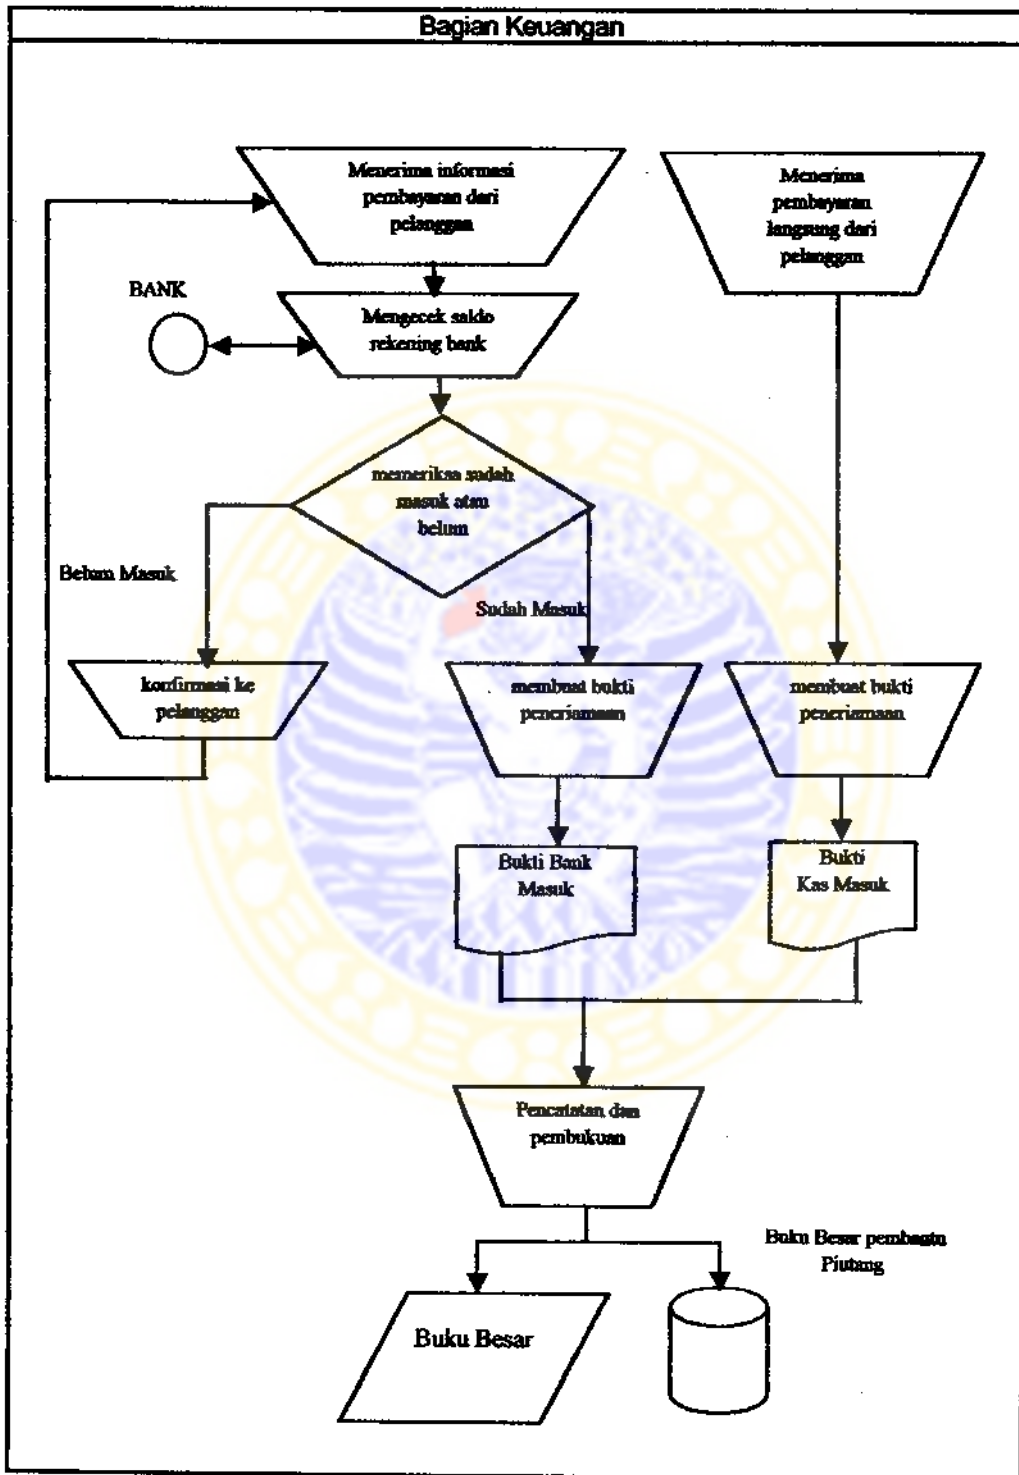 Bagian Keuangan
Menerima informasi
pembayaran dari
pelanggan
Menerima
pembayaran
langsung dari
pelanggan
BANK
Mengecek saldo
rekening bank
memeriksa sudah
masuk atau
belum
Belum Masuk
Sudah Masuk
konfirmasi ke
pelanggan
membuat bukti
peneriamaan
membuat bukti
peneriamaan
Bukti Bank
Masuk
Bukti
Kas Masuk
Pencatatan dan
pembukuan
Buku Besar pembantu
Piutang
Buku Besar